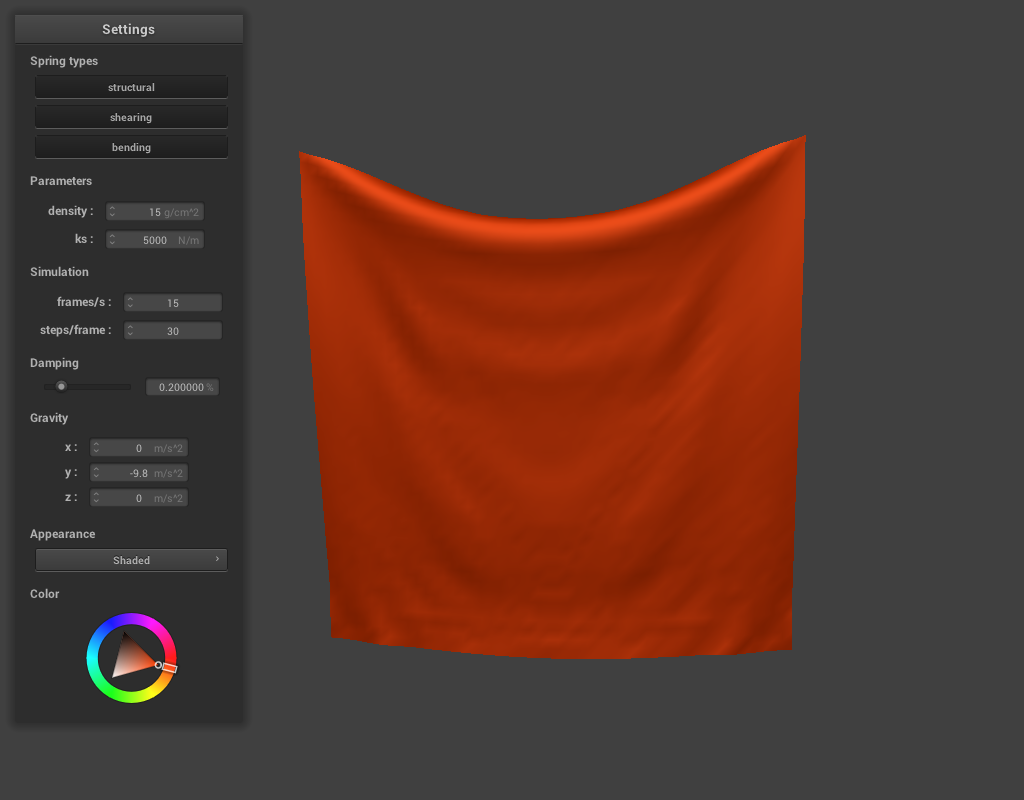 Settings
Spring types
structural
shearing
bending
Parameters
density : 15 g/cm^2
ks : 5000 N/m
Simulation
frames/s : 15
steps/frame : 30
Damping
0.200000 %
Gravity
x : 0 m/s^2
y : -9.8 m/s^2
z : 0 m/s^2
Appearance
Shaded
Color